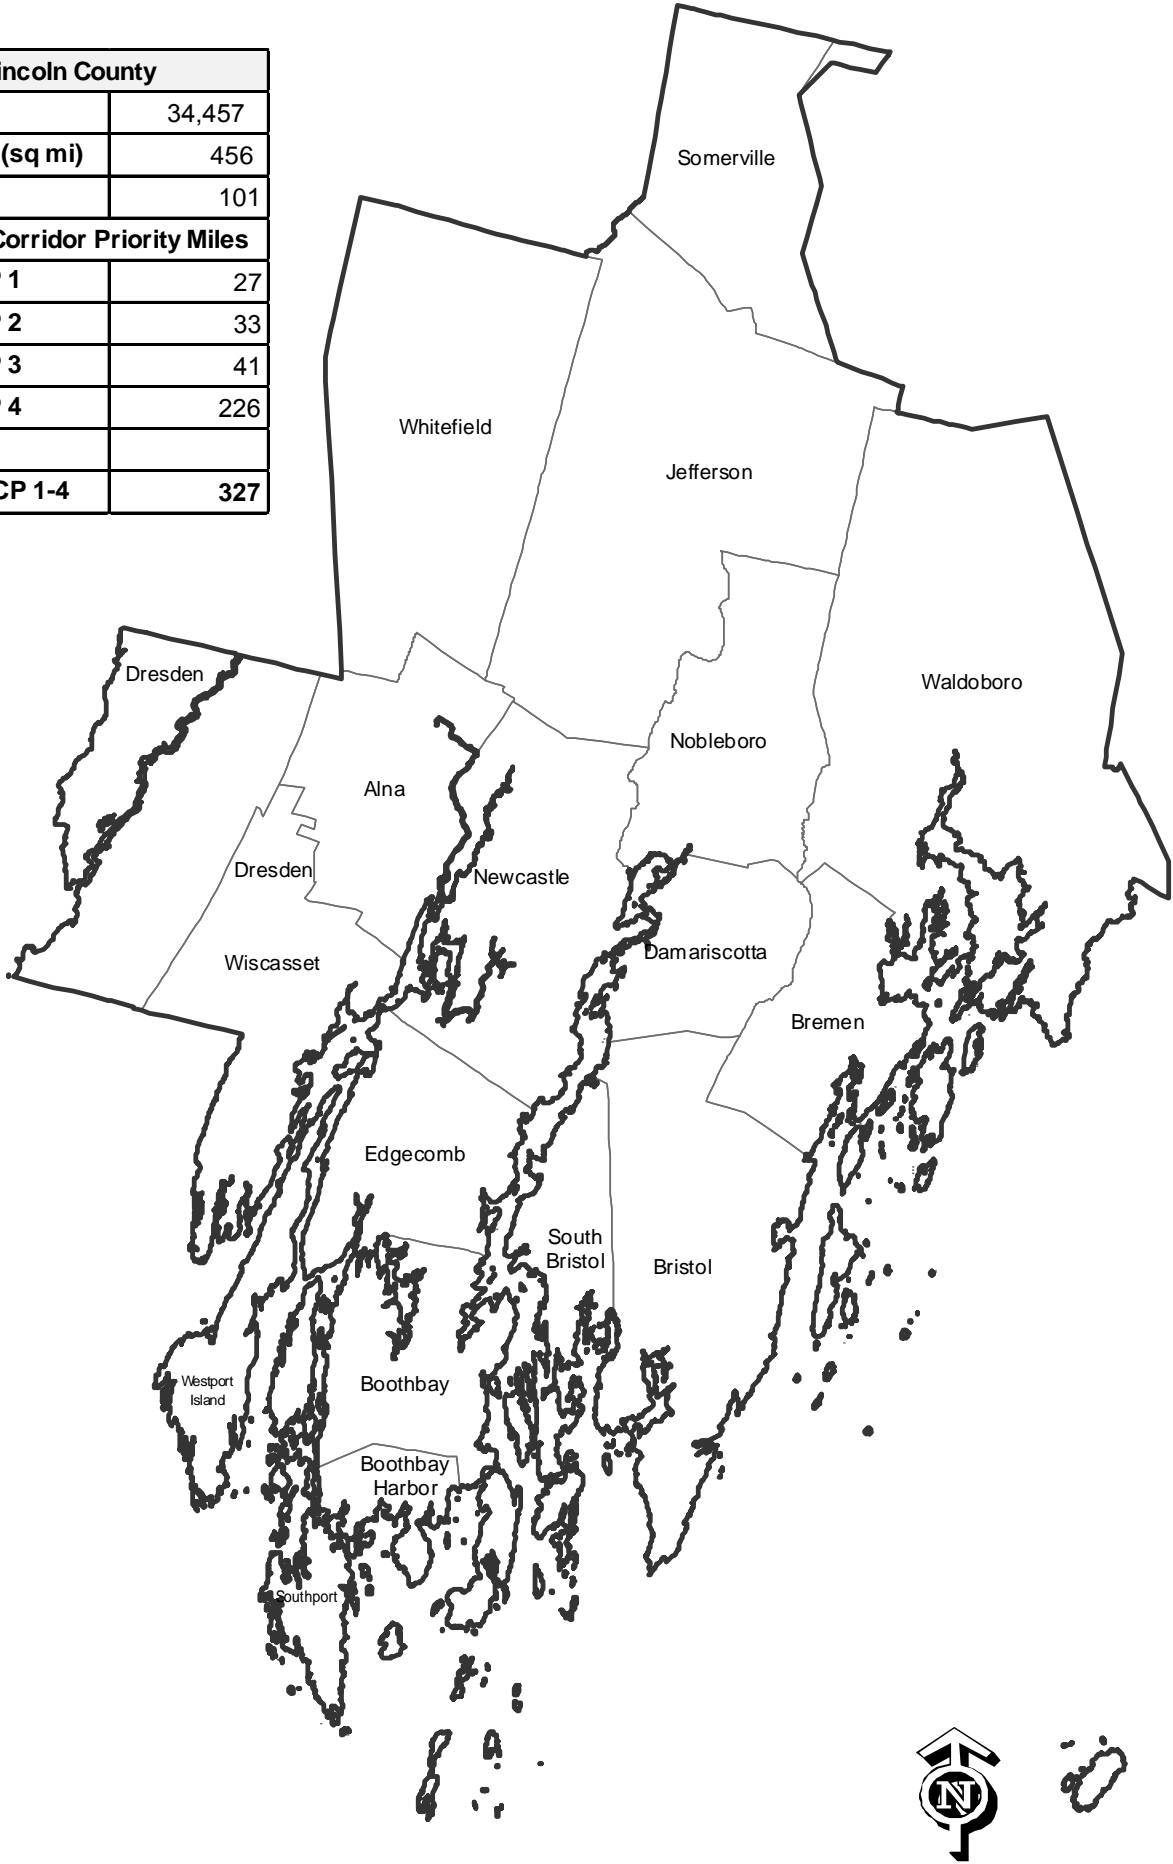 incoln County
34,457
(sq mi) 456
101
Corridor Priority Miles
P 1 27
P 2 33
P 3 41
P 4 226
CP 1-4 327
Somerville
Whitefield
Jefferson
Dresden
Waldoboro
Nobleboro
Alna
Dresden
Newcastle
Damariscotta
Wiscasset
Bremen
Edgecomb
South
Bristol
Bristol
Westport
Island
Boothbay
Boothbay
Harbor
Southport
N